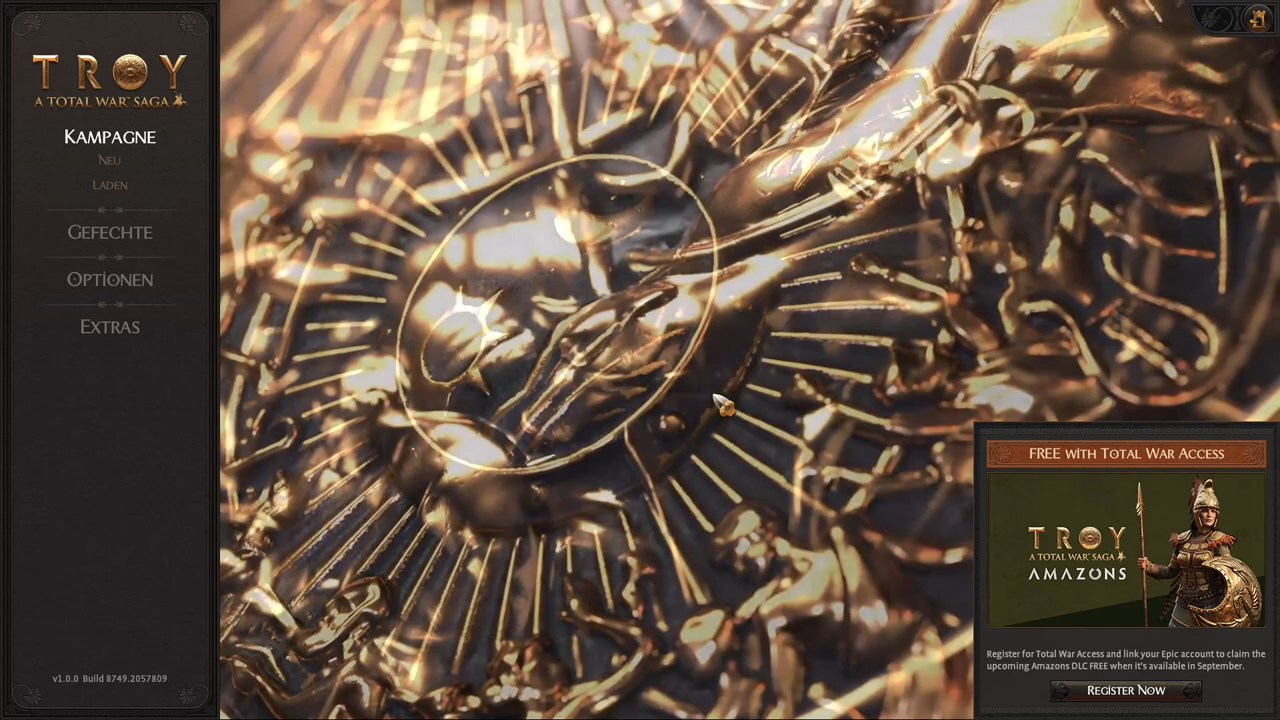 TROY
A TOTAL WAR™ SAGA
KAMPAGNE
NEU
LADEN
GEFECHTE
OPTIONEN
EXTRAS
v1.0.0 Build 8749.2057809
FREE WITH TOTAL WAR ACCESS
TROY
A TOTAL WAR™ SAGA
AMAZONS
Register for Total War Access and link your Epic account to claim the
upcoming Amazons DLC FREE when it's available in September.
REGISTER NOW